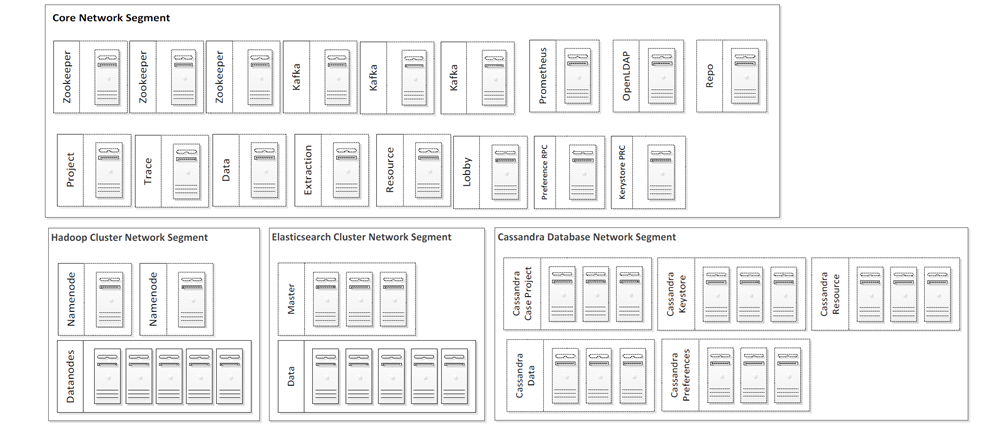 Core Network Segment
Zookeeper
Zookeeper
Zookeeper
Kafka
Kafka
Kafka
Prometheus
OpenLDAP
Repo
Project
Trace
Data
Extraction
Resource
Lobby
Preference RPC
Kerystore PRC
Hadoop Cluster Network Segment
Namenode
Namenode
Datanodes
Elasticsearch Cluster Network Segment
Master
Data
Cassandra Database Network Segment
Cassandra
Case Project
Cassandra
Keystore
Cassandra
Resource
Cassandra
Data
Cassandra
Preferences